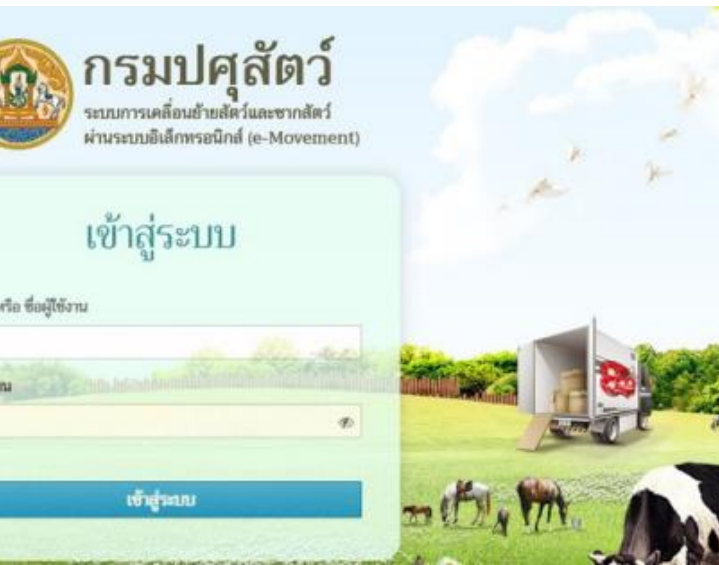 กรมปศุสัตว์
ระบบการเคลื่อนย้ายสัตว์และซากสัตว์
ผ่านระบบอิเล็กทรอนิกส์ (e-Movement)
เข้าสู่ระบบ
หรือ ชื่อผู้ใช้งาน
เข้าสู่ระบบ